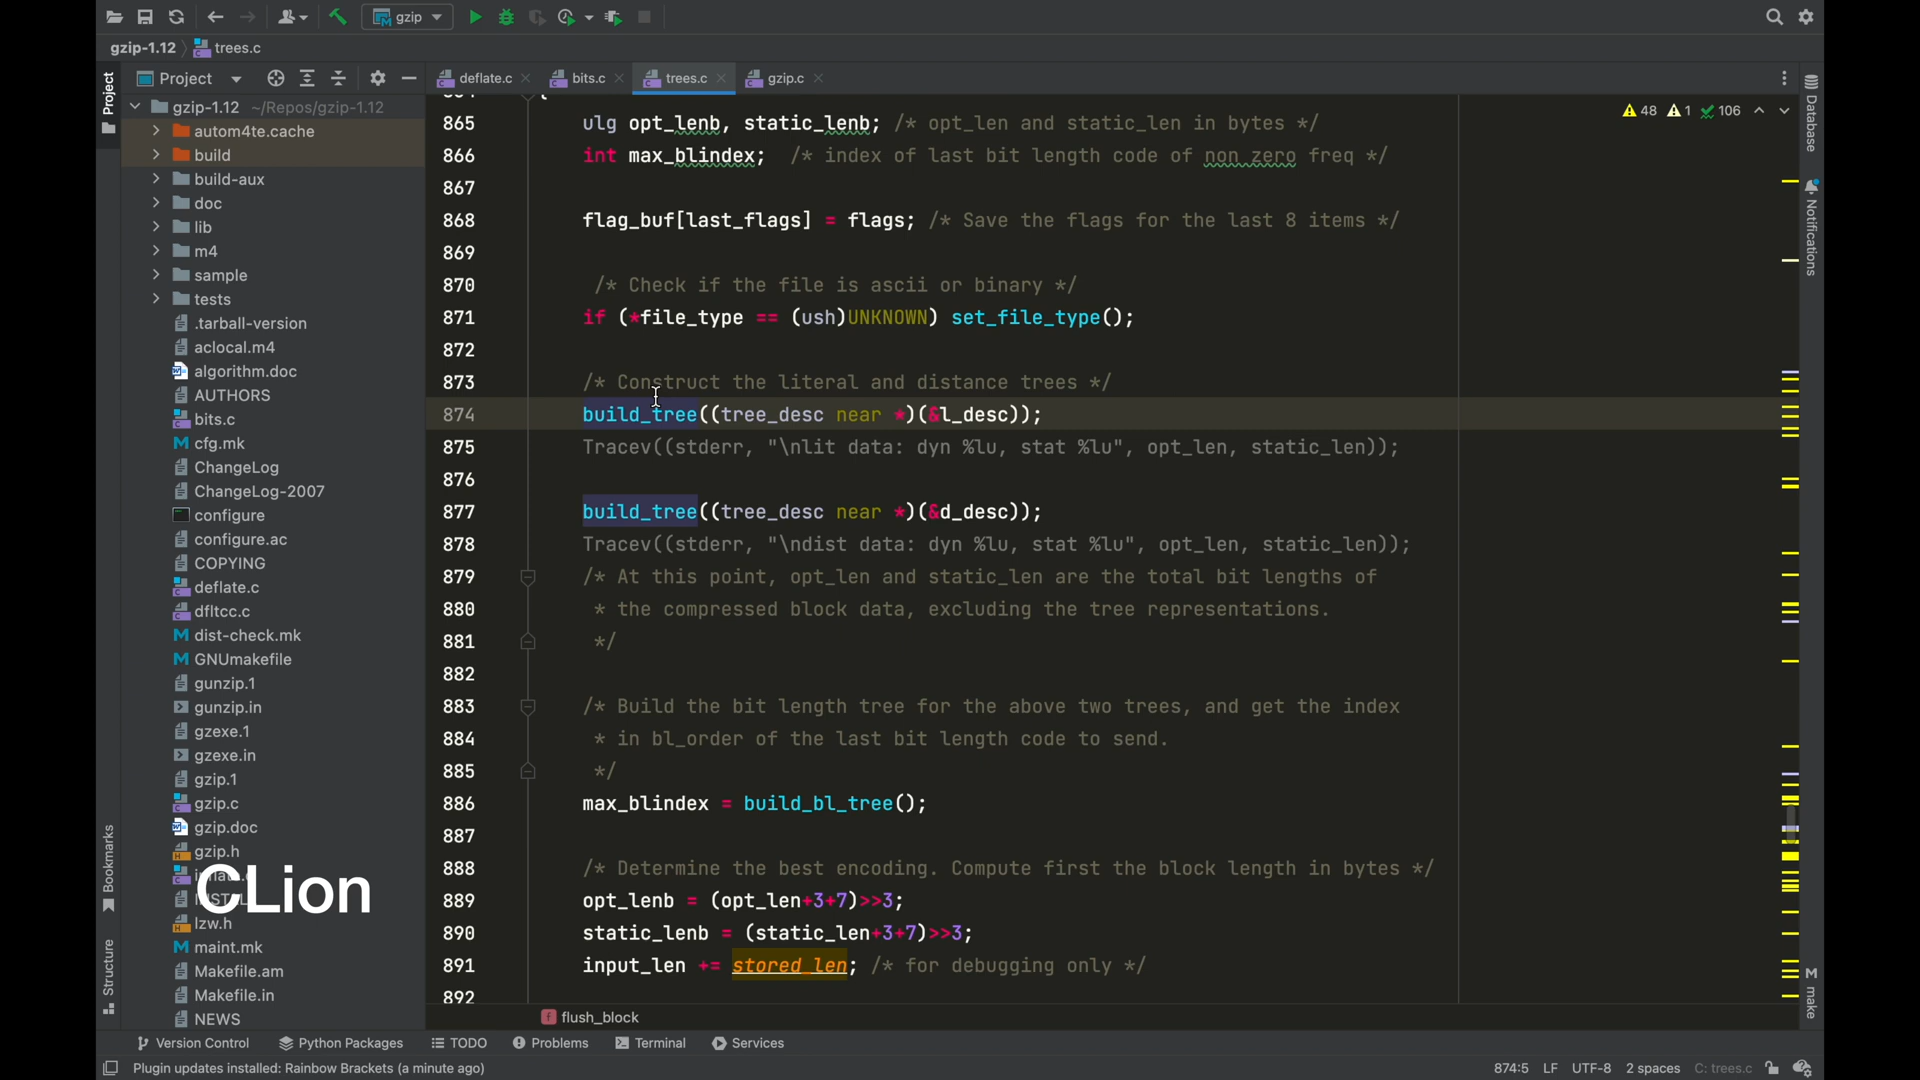 gzip
gzip-1.12 trees.c
Project
Project
deflate.c
bits.c
trees.c
gzip.c
gzip-1.12 ~/Repos/gzip-1.12
autom4te.cache
build
build-aux
doc
lib
m4
sample
tests
.tarball-version
aclocal.m4
algorithm.doc
AUTHORS
bits.c
cfg.mk
ChangeLog
ChangeLog-2007
configure
configure.ac
COPYING
deflate.c
dfltcc.c
dist-check.mk
GNUmakefile
gunzip.1
gunzip.in
gzexe.1
gzexe.in
gzip.1
gzip.c
gzip.doc
gzip.h
CLion
lzw.h
maint.mk
Makefile.am
Makefile.in
NEWS
48 1 106
865 ulg opt_lenb, static_lenb; /* opt_len and static_len in bytes */
866 int max_blindex; /* index of last bit length code of non zero freq */
867
868 flag_buf[last_flags] = flags; /* Save the flags for the last 8 items */
869
870 /* Check if the file is ascii or binary */
871 if (*file_type == (ush)UNKNOWN) set_file_type();
872
873 /* Construct the literal and distance trees */
874 build_tree((tree_desc near *)(&l_desc));
875 Tracev((stderr, "\nlit data: dyn %lu, stat %lu", opt_len, static_len));
876
877 build_tree((tree_desc near *)(&d_desc));
878 Tracev((stderr, "\ndist data: dyn %lu, stat %lu", opt_len, static_len));
879 /* At this point, opt_len and static_len are the total bit lengths of
880 * the compressed block data, excluding the tree representations.
881 */
882
883 /* Build the bit length tree for the above two trees, and get the index
884 * in bl_order of the last bit length code to send.
885 */
886 max_blindex = build_bl_tree();
887
888 /* Determine the best encoding. Compute first the block length in bytes */
889 opt_lenb = (opt_len+3+7)>>3;
890 static_lenb = (static_len+3+7)>>3;
891 input_len += stored_len; /* for debugging only */
892
flush_block
Bookmarks
Structure
Database
Notifications
make
Version Control
Python Packages
TODO
Problems
Terminal
Services
Plugin updates installed: Rainbow Brackets (a minute ago)
874:5 LF UTF-8 2 spaces C: trees.c